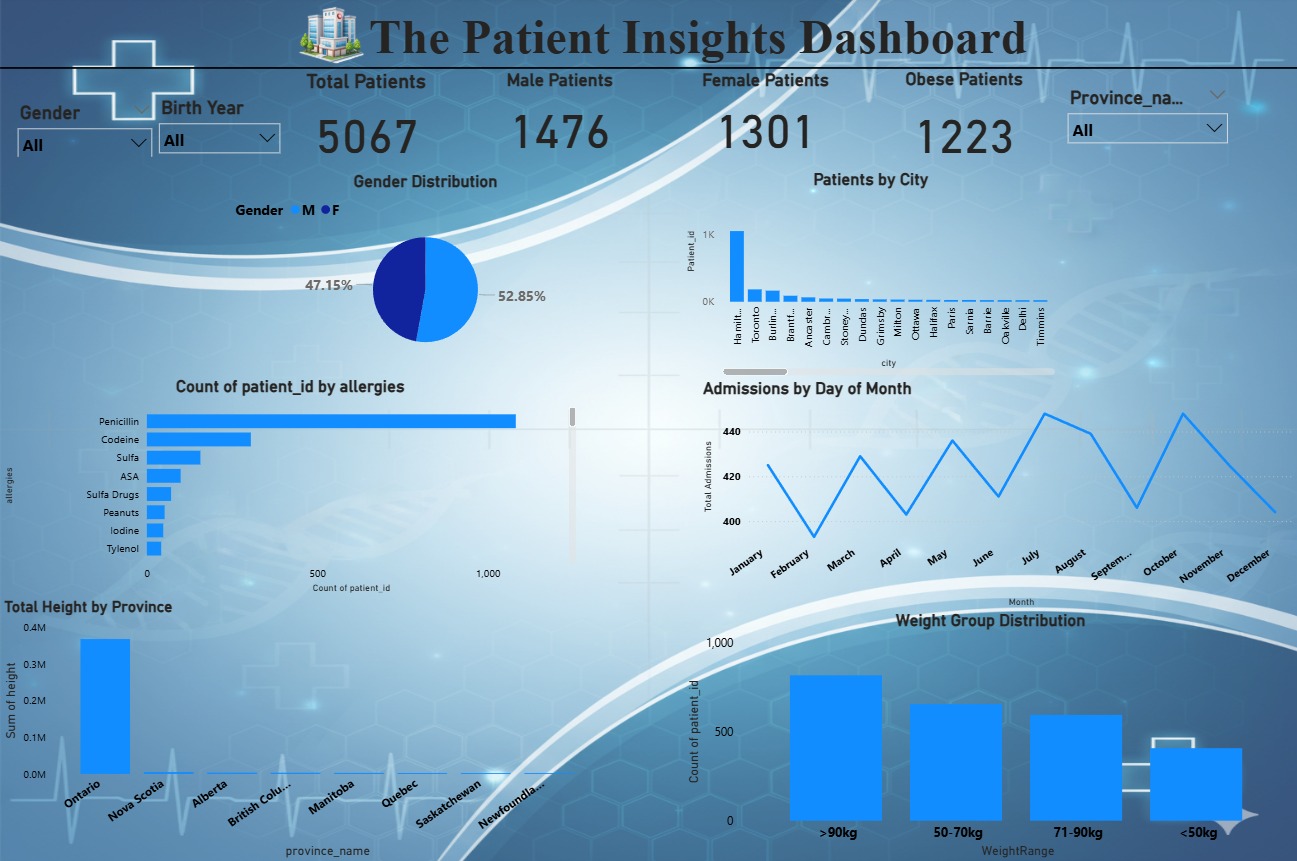 The Patient Insights Dashboard
Total Patients
Male Patients
Female Patients
Obese Patients
Gender
Birth Year
Province_na...
All
All
All
5067
1476
1301
1223
Gender Distribution
Gender M F
47.15%
52.85%
Patients by City
Patient_id
1K
0K
Hamilt...
Toronto
Burlin...
Brantf...
Ancaster
Cambr...
Stoney...
Dundas
Grimsby
Milton
Ottawa
Halifax
Paris
Sarnia
Barrie
Oakville
Delhi
Timmins
city
Count of patient_id by allergies
allergies
Penicillin
Codeine
Sulfa
ASA
Sulfa Drugs
Peanuts
Iodine
Tylenol
0
500
1,000
Count of patient_id
Admissions by Day of Month
Total Admissions
440
420
400
January
February
March
April
May
June
July
August
Septem...
October
November
December
Month
Total Height by Province
Sum of height
0.4M
0.3M
0.2M
0.1M
0.0M
Ontario
Nova Scotia
Alberta
British Colu...
Manitoba
Quebec
Saskatchewan
Newfoundla...
province_name
Weight Group Distribution
Count of patient_id
1,000
500
0
>90kg
50-70kg
71-90kg
<50kg
WeightRange